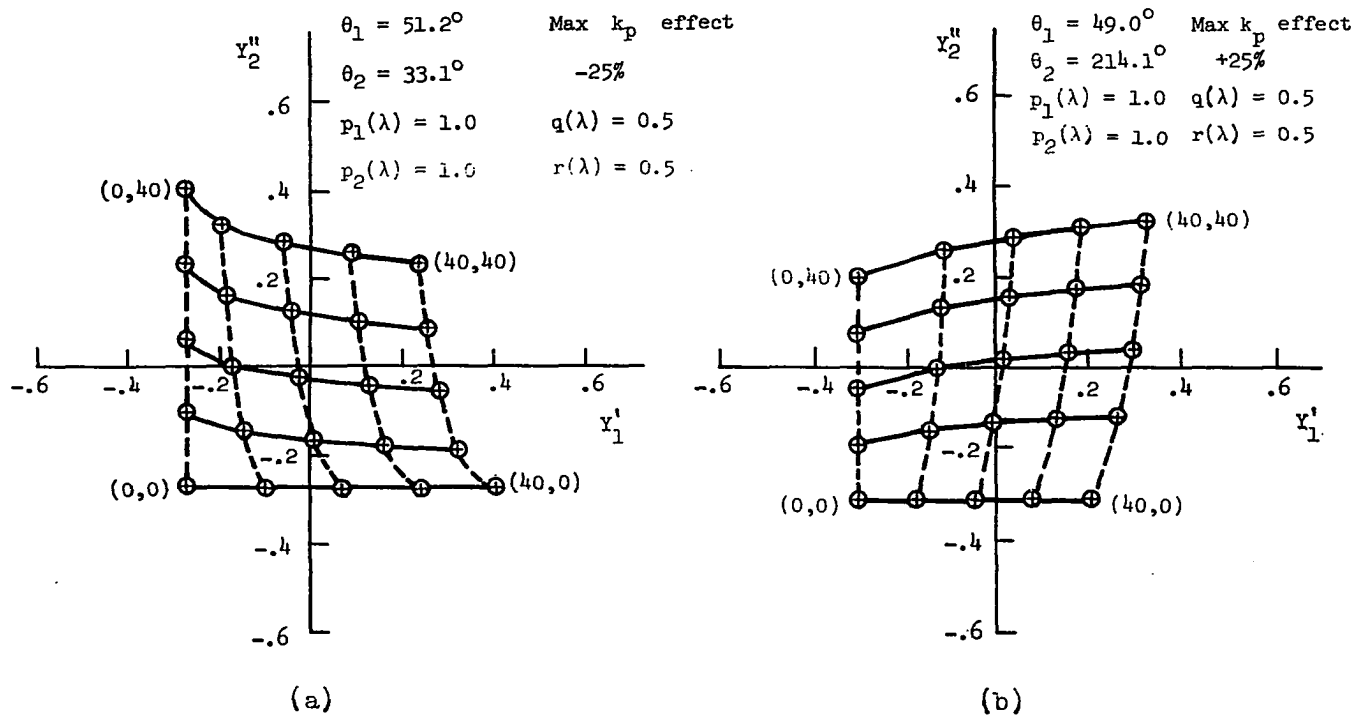 θ₁ = 51.2° Max kₚ effect
θ₂ = 33.1° -25%
p₁(λ) = 1.0 q(λ) = 0.5
p₂(λ) = 1.0 r(λ) = 0.5
Y₂"
.6
.4
.2
-.2
-.4
-.6
-.6
-.4
-.2
.2
.4
.6
Y₁'
(0,40)
(40,40)
(0,0)
(40,0)
(a)
θ₁ = 49.0° Max kₚ effect
θ₂ = 214.1° +25%
p₁(λ) = 1.0 q(λ) = 0.5
p₂(λ) = 1.0 r(λ) = 0.5
Y₂"
.6
.4
.2
-.2
-.4
-.6
-.6
-.4
-.2
.2
.4
.6
Y₁'
(0,40)
(40,40)
(0,0)
(40,0)
(b)